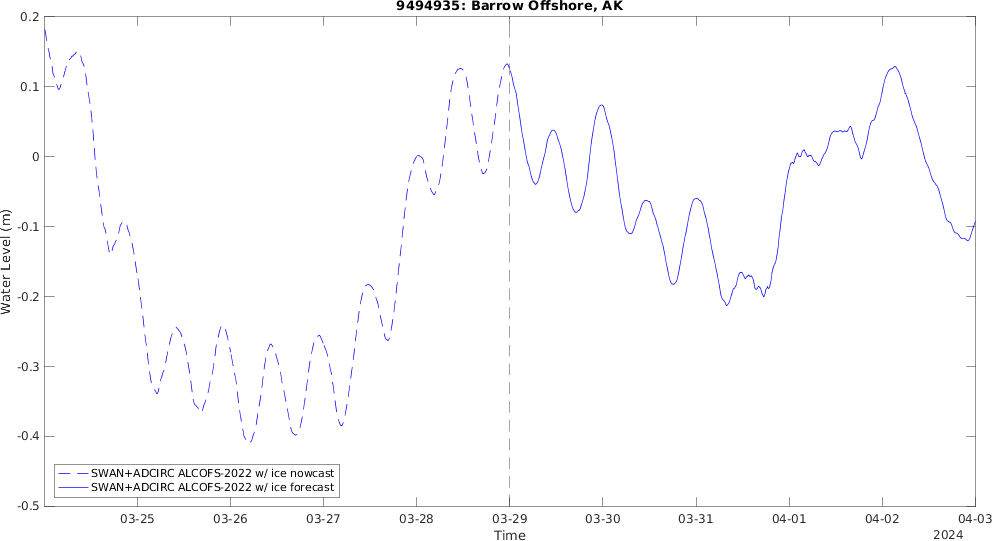 9494935: Barrow Offshore, AK
0.2
0.1
0
-0.1
-0.2
-0.3
-0.4
-0.5
Water Level (m)
SWAN+ADCIRC ALCOFS-2022 w/ ice nowcast
SWAN+ADCIRC ALCOFS-2022 w/ ice forecast
03-25 03-26 03-27 03-28 03-29 03-30 03-31 04-01 04-02 04-03
Time
2024